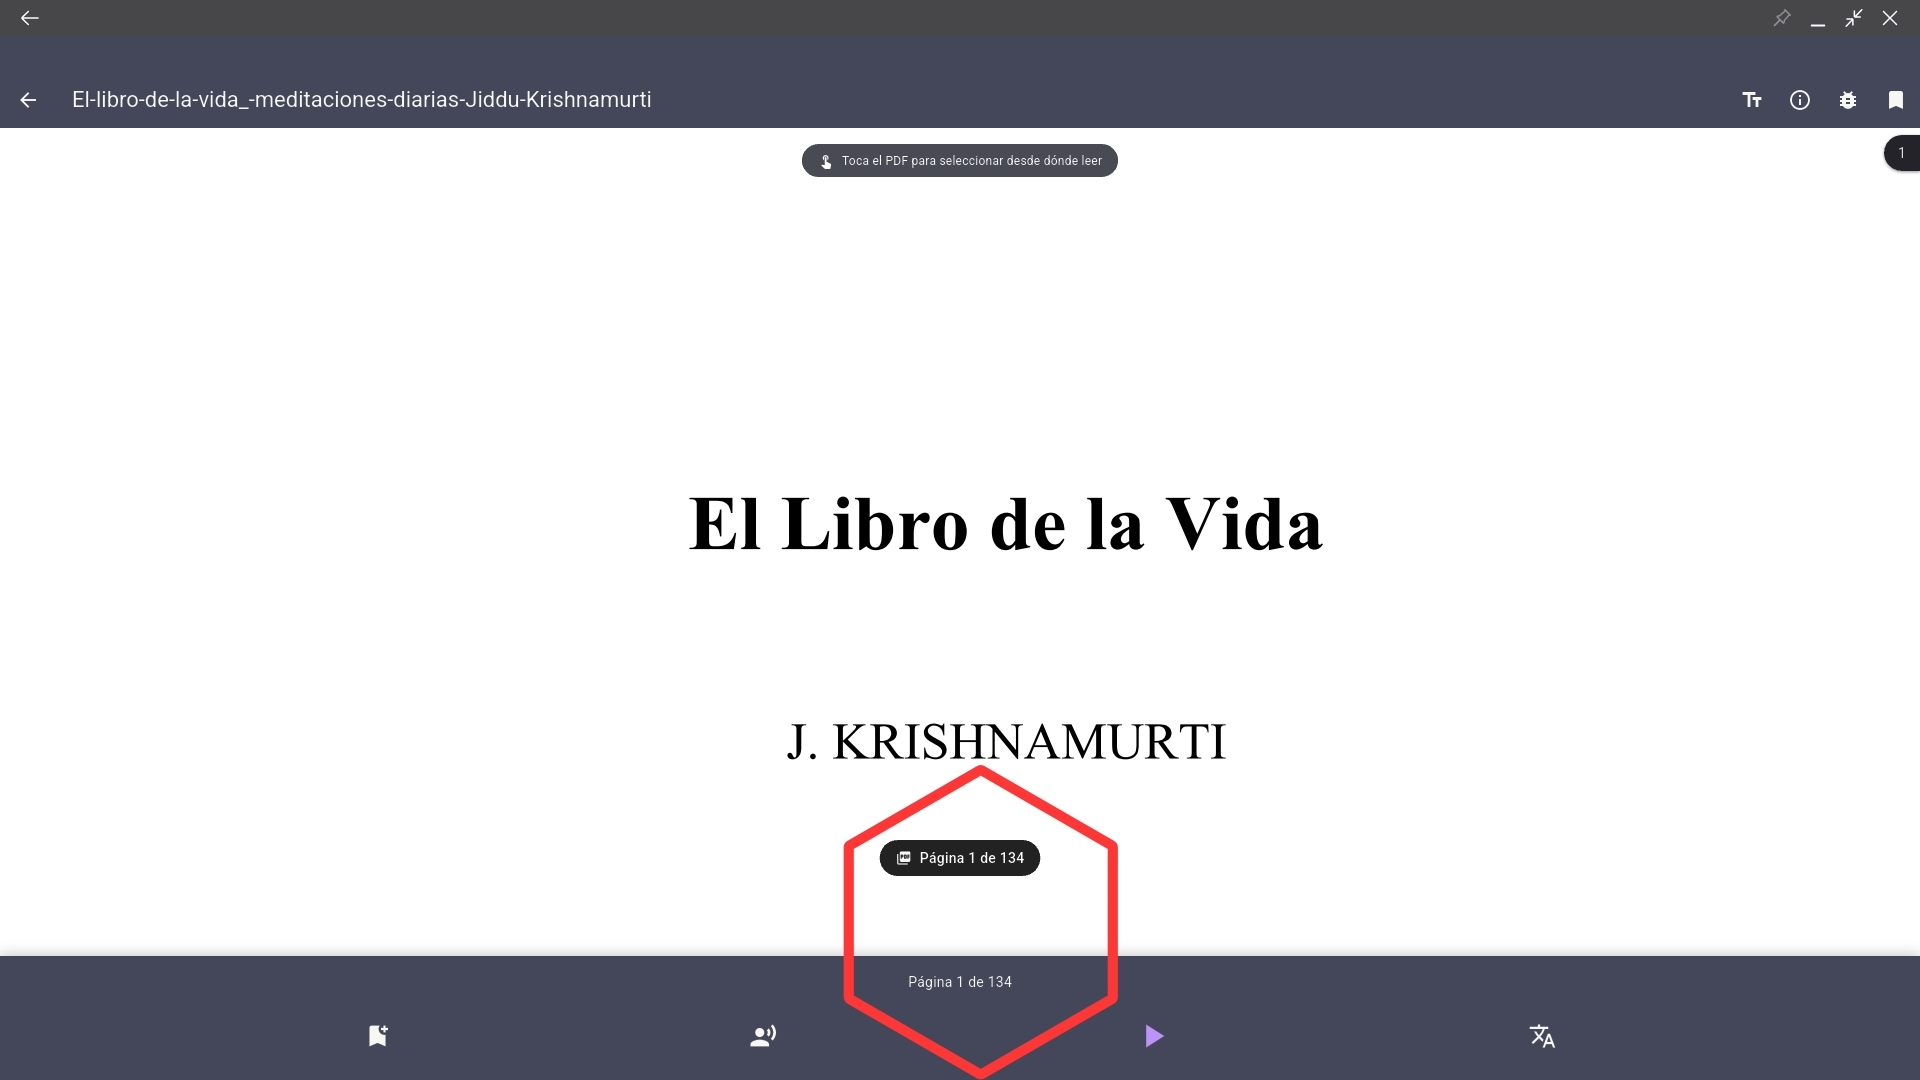 El-libro-de-la-vida_-meditaciones-diarias-Jiddu-Krishnamurti
Toca el PDF para seleccionar desde dónde leer
1
El Libro de la Vida
J. KRISHNAMURTI
Página 1 de 134
Página 1 de 134